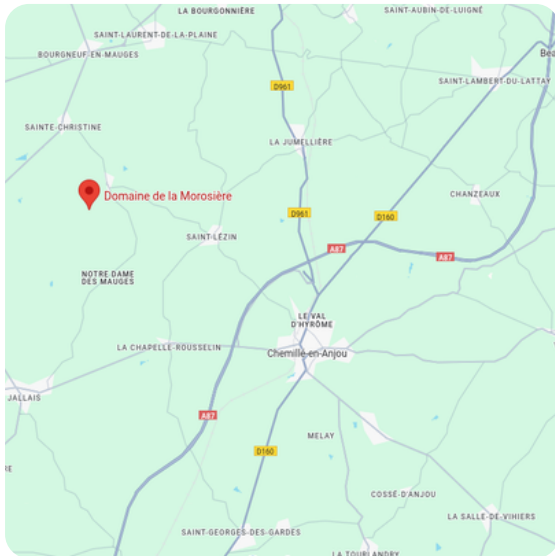 LA BOURGONNIÈRE
SAINT-AUBIN-DE-LUIGNÉ
SAINT-LAURENT-DE-LA-PLAINE
BOURGNEUF-EN-MAUGES
SAINT-LAMBERT-DU-LATTAY
D961
SAINTE-CHRISTINE
LA JUMELLIÈRE
Domaine de la Morosière
CHANZEAUX
D961
D160
SAINT-LÉZIN
A87
A87
NOTRE-DAME
DES MAUGES
LE VAL
D'HYRÔME
LA CHAPELLE-ROUSSELIN
Chemillé-en-Anjou
JALLAIS
A87
MELAY
D160
COSSÉ-D'ANJOU
LA SALLE-DE-VIHIERS
SAINT-GEORGES-DES-GARDES
LA TOURLANDRY